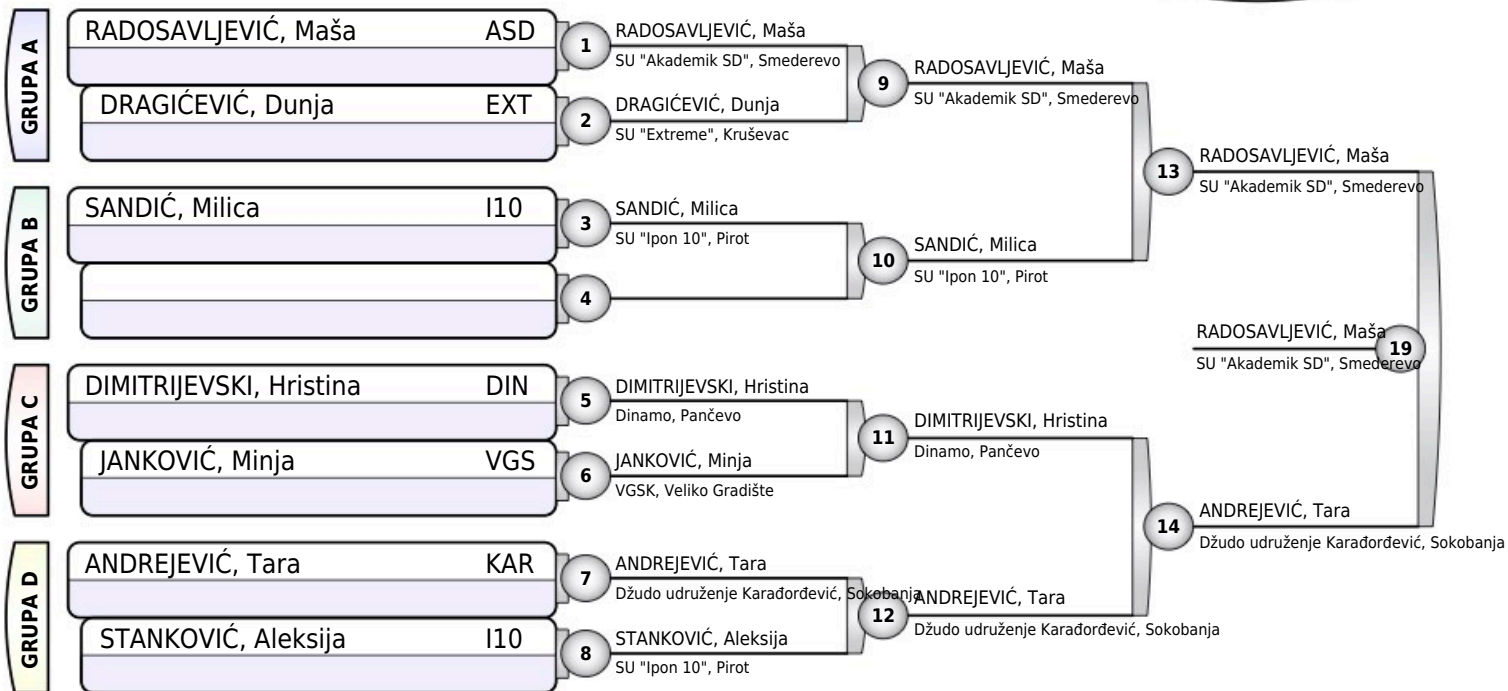 GRUPA A
RADOSAVLJEVIĆ, Maša ASD
DRAGIĆEVIĆ, Dunja EXT
GRUPA B
SANDIĆ, Milica I10
GRUPA C
DIMITRIJEVSKI, Hristina DIN
JANKOVIĆ, Minja VGS
GRUPA D
ANDREJEVIĆ, Tara KAR
STANKOVIĆ, Aleksija I10
1
RADOSAVLJEVIĆ, Maša
SU "Akademik SD", Smederevo
2
DRAGIĆEVIĆ, Dunja
SU "Extreme", Kruševac
3
SANDIĆ, Milica
SU "Ipon 10", Pirot
4
5
DIMITRIJEVSKI, Hristina
Dinamo, Pančevo
6
JANKOVIĆ, Minja
VGSK, Veliko Gradište
7
ANDREJEVIĆ, Tara
Džudo udruženje Karađorđević, Sokobanja
8
STANKOVIĆ, Aleksija
SU "Ipon 10", Pirot
9
RADOSAVLJEVIĆ, Maša
SU "Akademik SD", Smederevo
10
SANDIĆ, Milica
SU "Ipon 10", Pirot
11
DIMITRIJEVSKI, Hristina
Dinamo, Pančevo
12
ANDREJEVIĆ, Tara
Džudo udruženje Karađorđević, Sokobanja
13
RADOSAVLJEVIĆ, Maša
SU "Akademik SD", Smederevo
14
ANDREJEVIĆ, Tara
Džudo udruženje Karađorđević, Sokobanja
RADOSAVLJEVIĆ, Maša
SU "Akademik SD", Smederevo
19